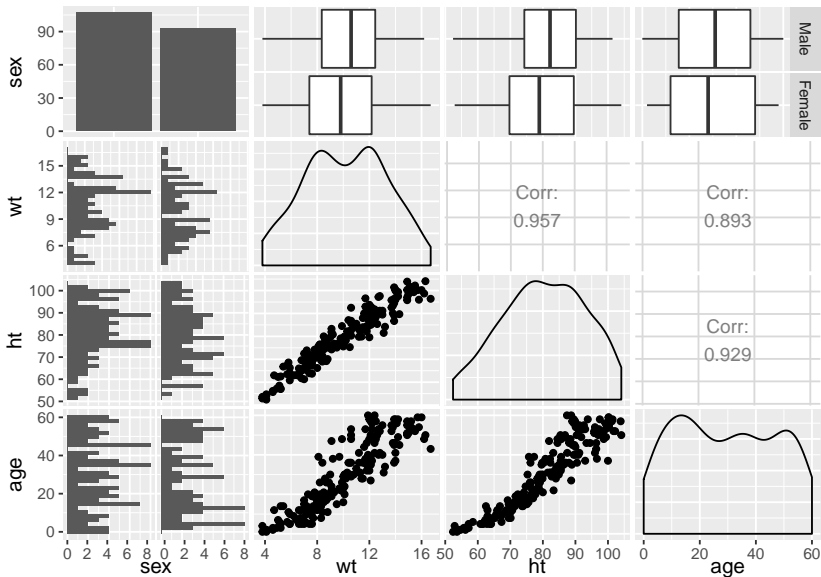 sex
90
60
30
0
Male
Female
wt
15
12
9
6
Corr:
0.957
Corr:
0.893
ht
100
90
80
70
60
50
Corr:
0.929
age
60
40
20
0
0 2 4 6 8 0 2 4 6 8
4 8 12 16
50 60 70 80 90 100
0 20 40 60
sex wt ht age